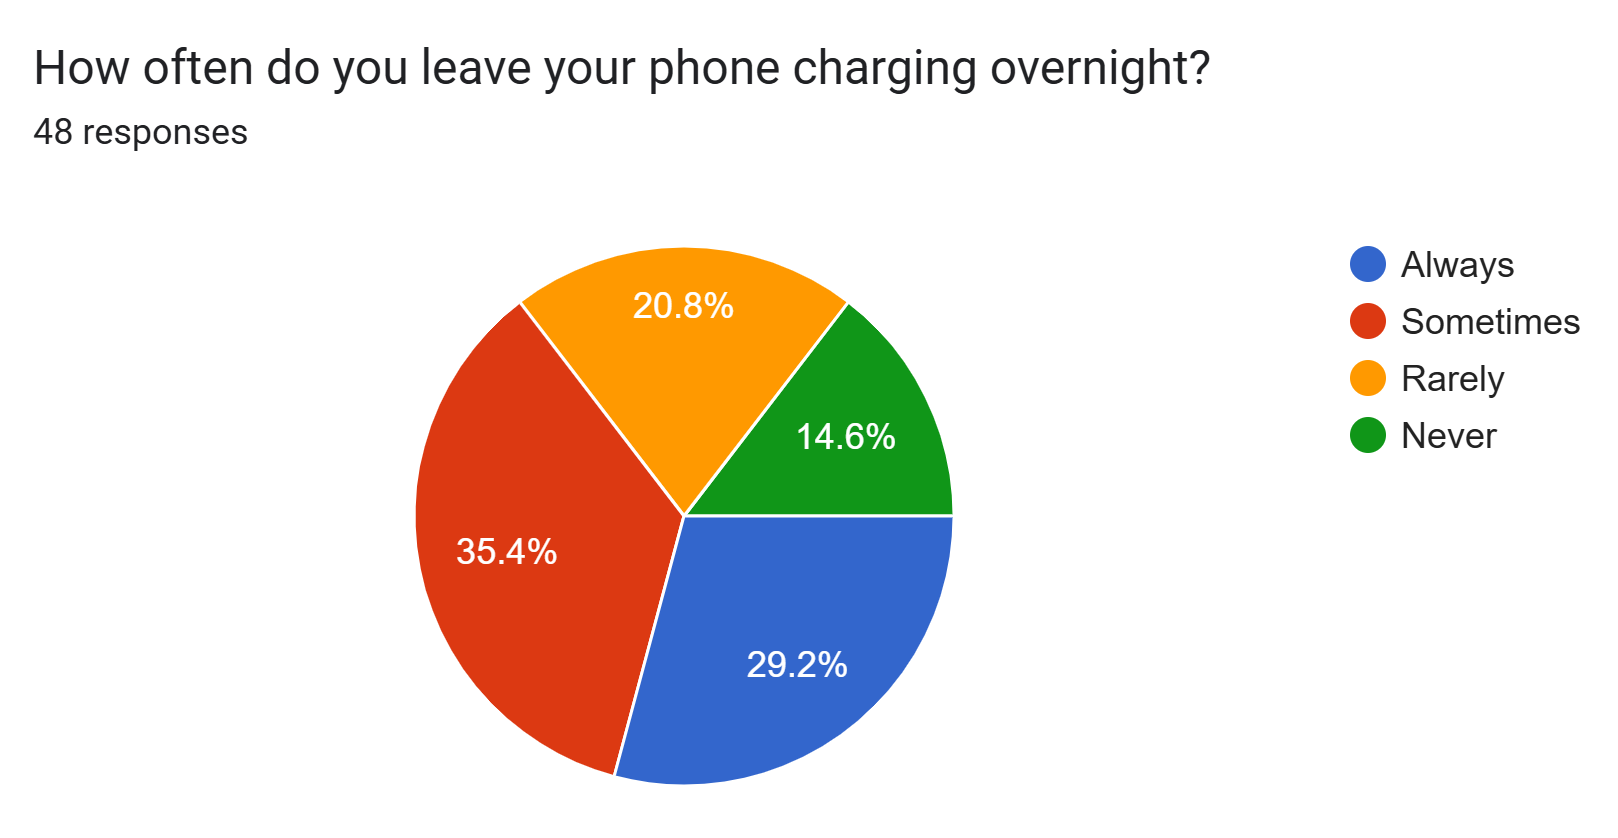 How often do you leave your phone charging overnight?
48 responses
20.8%
14.6%
35.4%
29.2%
Always
Sometimes
Rarely
Never